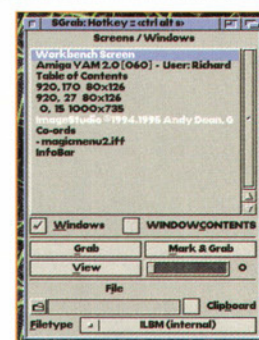 SGrab: Hotkey = <ctrl alt s>
Screens / Windows
Workbench Screen
Amiga VAM 2.0 [060] - User: Richard
Table of Contents
920,170 80x126
920, 27 80x126
0, 15 1000x735
ImageStudio ©1994,1995 Andy Dean, G
Co-ords
- magicmenu2.iff
InfoBar
Windows
WINDOWCONTENTS
Grab
Mark & Grab
View
0
File
Clipboard
Filetype
ILBM (internal)